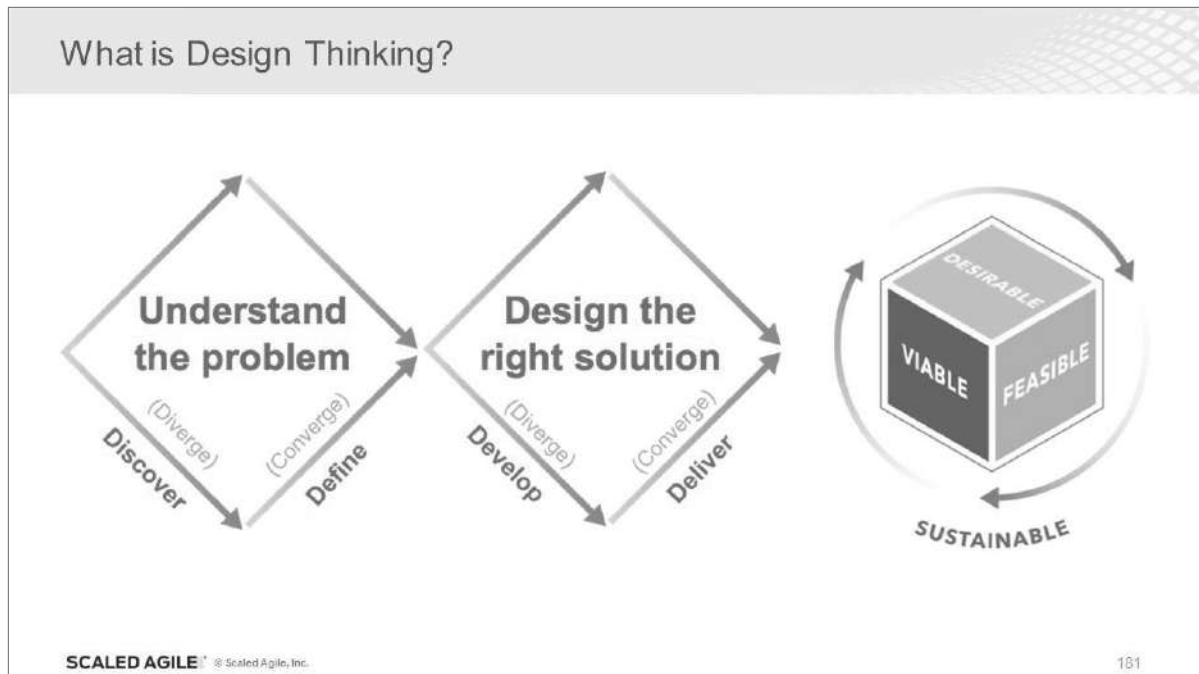 What is Design Thinking?
Understand
the problem
(Diverge)
Discover
(Converge)
Define
Design the
right solution
(Diverge)
Develop
(Converge)
Deliver
DESIRABLE
VIABLE
FEASIBLE
SUSTAINABLE
SCALED AGILE © Scaled Agile, Inc.
181